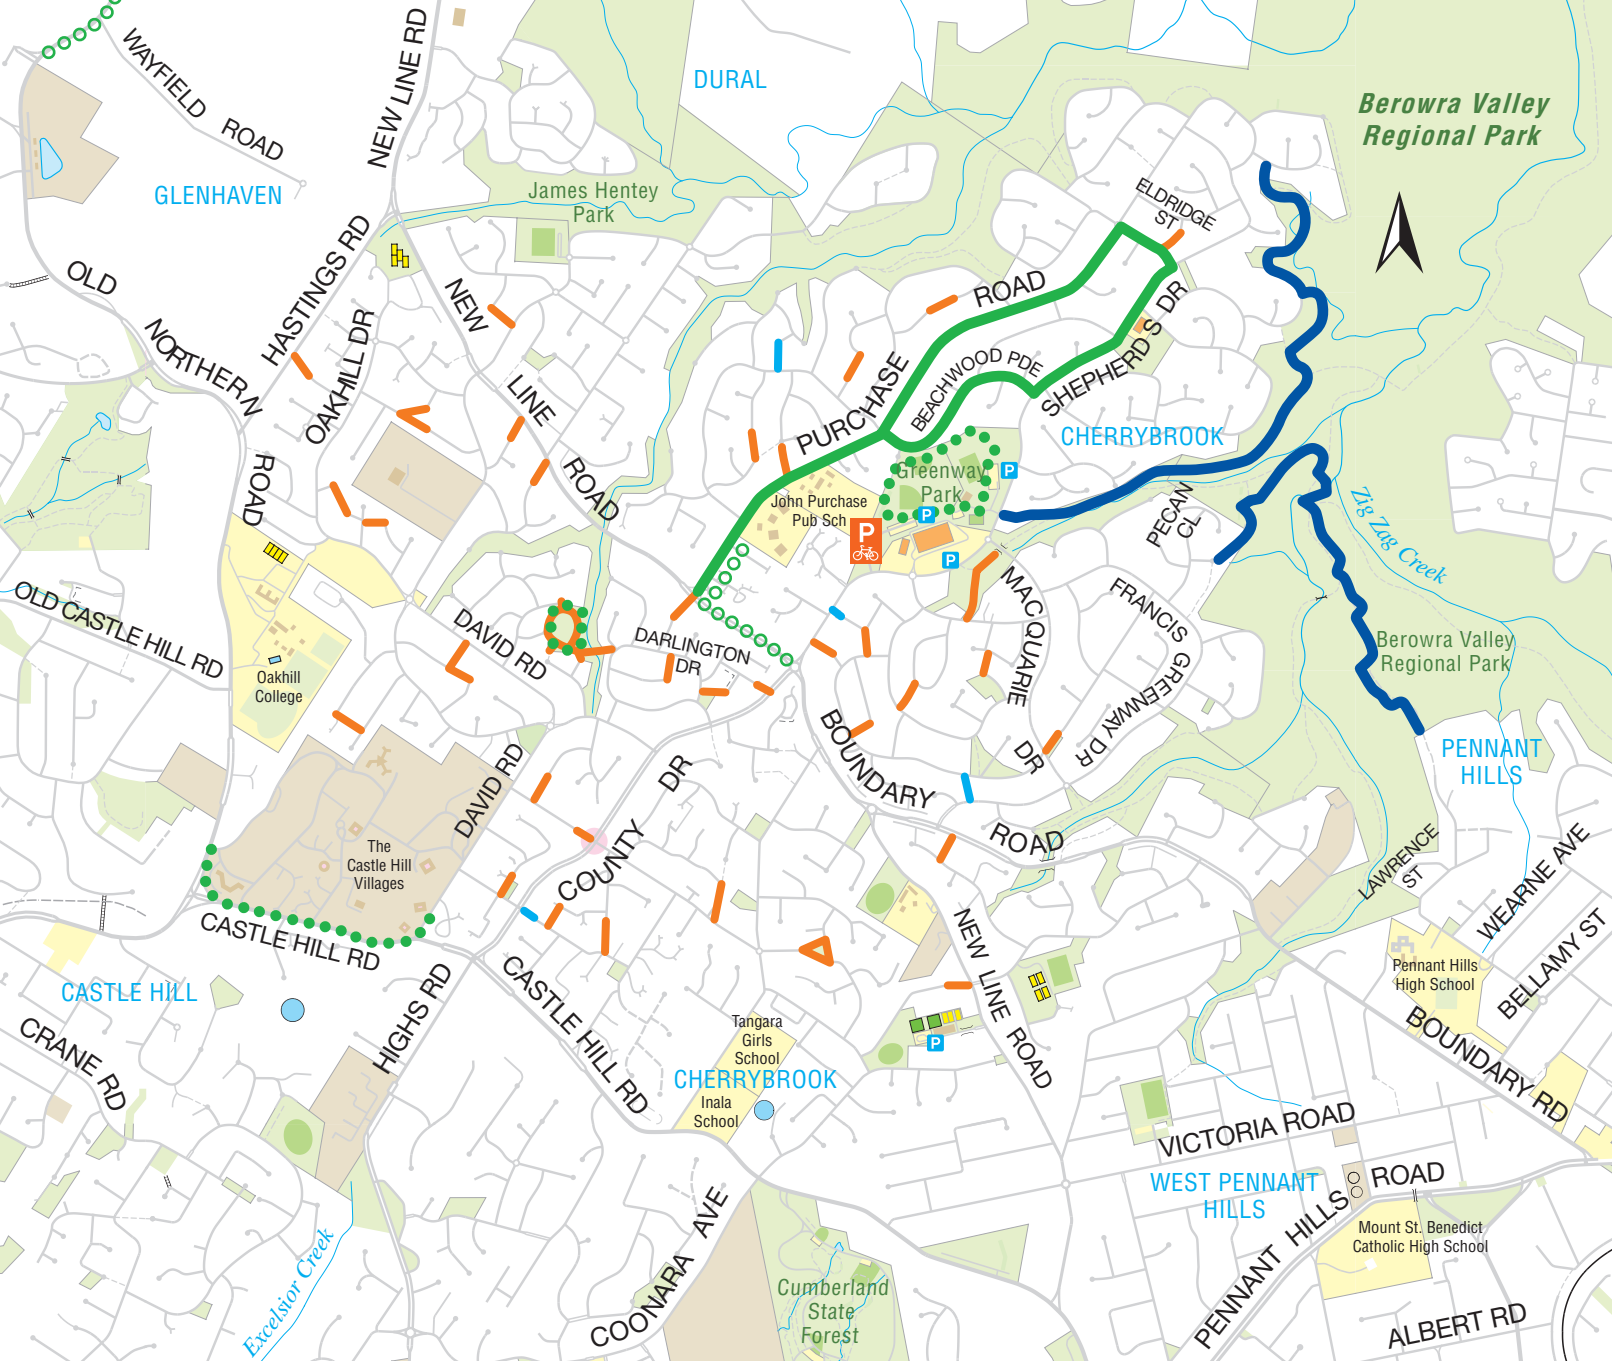 WAYFIELD ROAD
NEW LINE RD
DURAL
Berowra Valley
Regional Park
GLENHAVEN
James Hentey
Park
ELDRIDGE
ST
HASTINGS RD
OLD
NORTHERN
ROAD
OAKHILL DR
NEW
LINE
ROAD
ROAD
PURCHASE
BEACHWOOD PDE
SHEPHERDS DR
CHERRYBROOK
Greenway
Park
P
P
P
P
John Purchase
Pub Sch
PECAN
CL
Zig Zag Creek
MACQUARIE
DR
FRANCIS GREENWAY DR
Berowra Valley
Regional Park
OLD CASTLE HILL RD
DAVID RD
DARLINGTON
DR
E
Oakhill
College
BOUNDARY
ROAD
PENNANT
HILLS
DAVID RD
COUNTY
DR
The
Castle Hill
Villages
LAWRENCE
ST
WEARNE AVE
BELLAMY ST
CASTLE HILL RD
CASTLE HILL
CRANE RD
HIGHS RD
CASTLE HILL RD
NEW LINE ROAD
Pennant Hills
High School
BOUNDARY RD
P
Tangara
Girls
School
CHERRYBROOK
Inala
School
VICTORIA ROAD
WEST PENNANT
HILLS
PENNANT HILLS ROAD
Mount St. Benedict
Catholic High School
Excelsior Creek
COONARA AVE
Cumberland
State
Forest
ALBERT RD